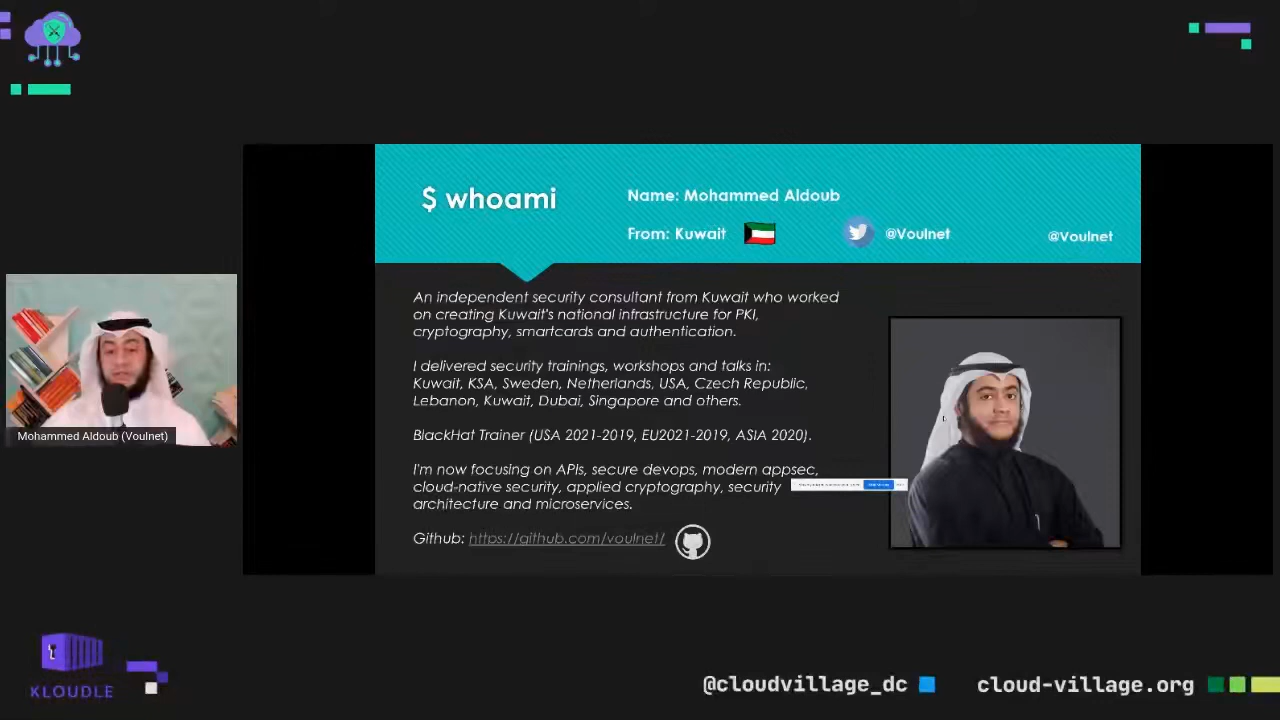 $ whoami
Name: Mohammed Aldoub
From: Kuwait
@Voulnet
@Voulnet
An independent security consultant from Kuwait who worked
on creating Kuwait's national infrastructure for PKI,
cryptography, smartcards and authentication.
I delivered security trainings, workshops and talks in:
Kuwait, KSA, Sweden, Netherlands, USA, Czech Republic,
Lebanon, Kuwait, Dubai, Singapore and others.
BlackHat Trainer (USA 2021-2019, EU2021-2019, ASIA 2020).
I'm now focusing on APIs, secure devops, modern appsec,
cloud-native security, applied cryptography, security
architecture and microservices.
Github: https://github.com/voulnet/
Mohammed Aldoub (Voulnet)
KLOUDLE
@cloudvillage_dc
cloud-village.org